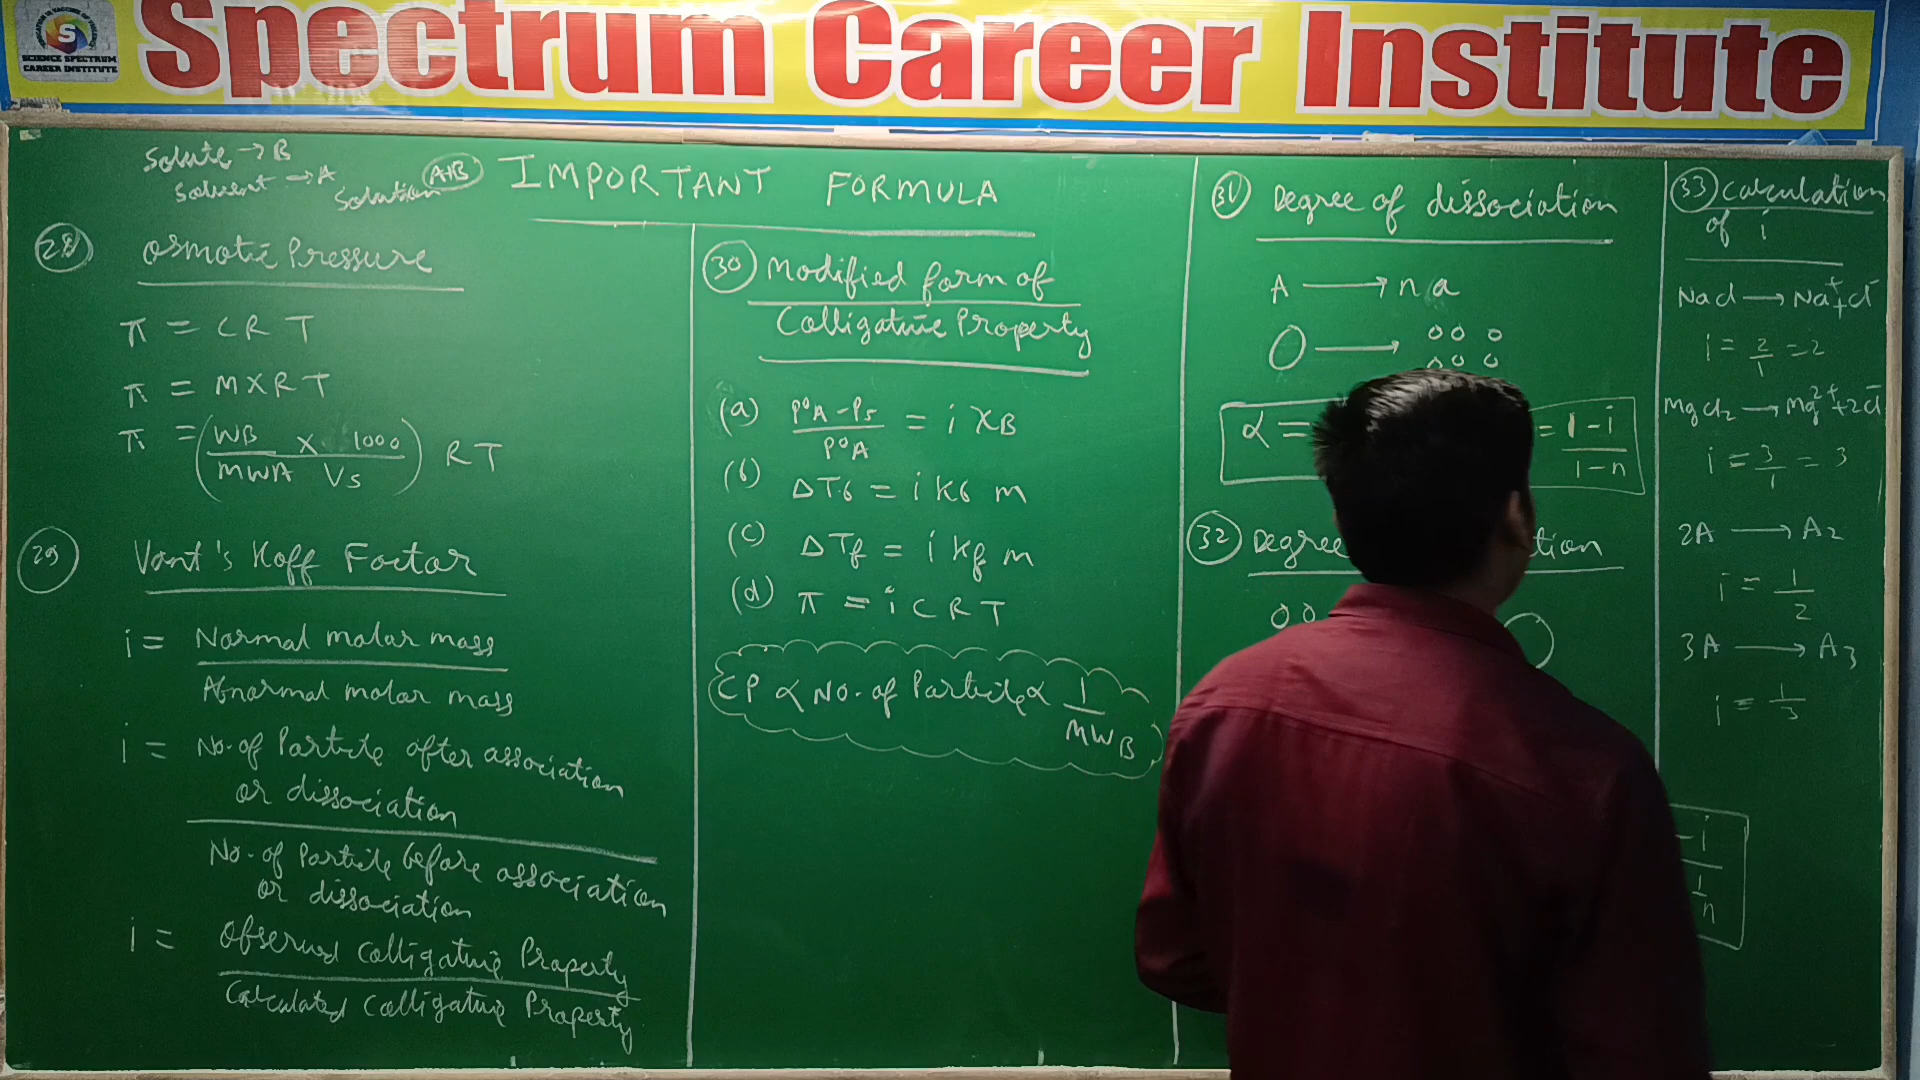 SCIENCE SPECTRUM
CAREER INSTITUTE
Spectrum Career Institute
Solute → B
Solvent → A
Solution A+B
IMPORTANT FORMULA
28 Osmotic Pressure
π = CRT
π = M×RT
π = (WB/MWA × 1000/Vs) RT
29 Vant's Hoff Factor
i = Normal molar mass
Abnormal molar mass
i = No. of Particle after association
or dissociation
No. of Particle before association
or dissociation
i = Observed Colligative Property
Calculated Colligative Property
30 Modified form of
Colligative Property
(a) P°A - Ps / P°A = i XB
(b) ΔTb = i Kb m
(c) ΔTf = i Kf m
(d) π = i CRT
CP ∝ No. of Particle ∝ 1/MWB
31 Degree of dissociation
A → n a
α = = 1-i / 1-n
32 Degree
33 Calculation
of i
NaCl → Na⁺ + Cl⁻
i = 2/1 = 2
MgCl2 → Mg²⁺ + 2Cl⁻
i = 3/1 = 3
2A → A2
i = 1/2
3A → A3
i = 1/3
-i
1/n